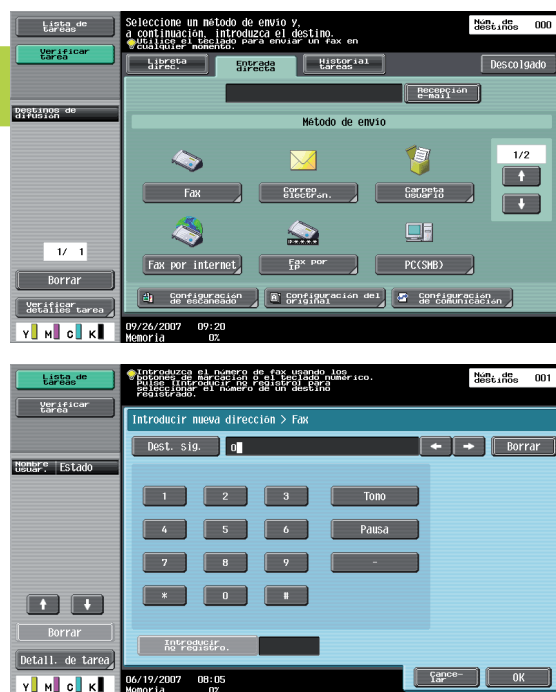 Lista de
tareas
Verificar
tarea
Destinos de
difusión
1/ 1
Borrar
Verificar
detalles tarea
Y M C K
Seleccione un método de envío y,
a continuación, introduzca el destino.
Utilice el teclado para enviar un fax en
cualquier momento.
Núm. de
destinos 000
Libreta
direc.
Entrada
directa
Historial
tareas
Descolgado
Recepción
e-mail
Método de envío
1/2
Fax
Correo
electrón.
Carpeta
usuario
Fax por internet
Fax por
IP
PC(SMB)
Configuración
de escaneado
Configuración del
original
Configuración
de comunicación
09/26/2007 09:20
Memoria 0%
Lista de
tareas
Verificar
tarea
Nombre
usuar. Estado
Borrar
Detall. de tarea
Y M C K
Introduzca el número de fax usando los
botones de marcación o el teclado numérico.
Pulse [Introducir nº registro] para
seleccionar el número de un destino
registrado.
Núm. de
destinos 001
Introducir nueva dirección > Fax
Dest. sig. 0 Borrar
1 2 3 Tono
4 5 6 Pausa
7 8 9 -
* 0 #
Introducir
nº registro.
06/19/2007 08:05
Memoria 0%
Cance-
lar
OK